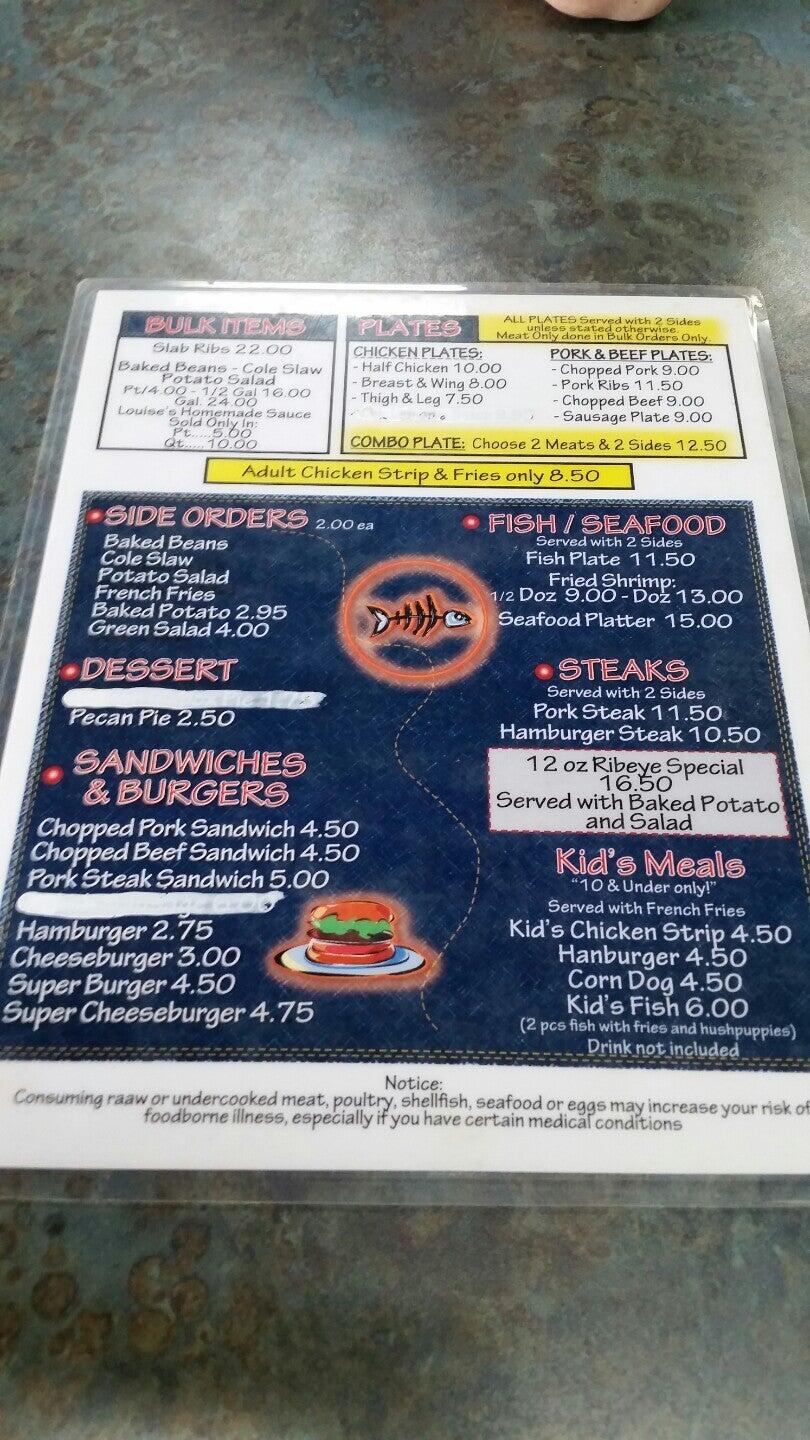 BULK ITEMS
Slab Ribs 22.00
Baked Beans - Cole Slaw
Potato Salad
Pt/4.00 - 1/2 Gal 16.00
Gal. 24.00
Louise's Homemade Sauce
Sold Only In:
Pt.....5.00
Qt.....10.00
PLATES
ALL PLATES Served with 2 Sides
unless stated otherwise.
Meat Only done in Bulk Orders Only.
CHICKEN PLATES:
- Half Chicken 10.00
- Breast & Wing 8.00
- Thigh & Leg 7.50
PORK & BEEF PLATES:
- Chopped Pork 9.00
- Pork Ribs 11.50
- Chopped Beef 9.00
- Sausage Plate 9.00
COMBO PLATE: Choose 2 Meats & 2 Sides 12.50
Adult Chicken Strip & Fries only 8.50
SIDE ORDERS 2.00 ea
Baked Beans
Cole Slaw
Potato Salad
French Fries
Baked Potato 2.95
Green Salad 4.00
DESSERT
Pecan Pie 2.50
SANDWICHES
& BURGERS
Chopped Pork Sandwich 4.50
Chopped Beef Sandwich 4.50
Pork Steak Sandwich 5.00
Hamburger 2.75
Cheeseburger 3.00
Super Burger 4.50
Super Cheeseburger 4.75
FISH / SEAFOOD
Served with 2 Sides
Fish Plate 11.50
Fried Shrimp:
1/2 Doz 9.00 - Doz 13.00
Seafood Platter 15.00
STEAKS
Served with 2 Sides
Pork Steak 11.50
Hamburger Steak 10.50
12 oz Ribeye Special
16.50
Served with Baked Potato
and Salad
Kid's Meals
"10 & Under only!"
Served with French Fries
Kid's Chicken Strip 4.50
Hanburger 4.50
Corn Dog 4.50
Kid's Fish 6.00
(2 pcs fish with fries and hushpuppies)
Drink not included
Notice:
Consuming raaw or undercooked meat, poultry, shellfish, seafood or eggs may increase your risk of
foodborne illness, especially if you have certain medical conditions